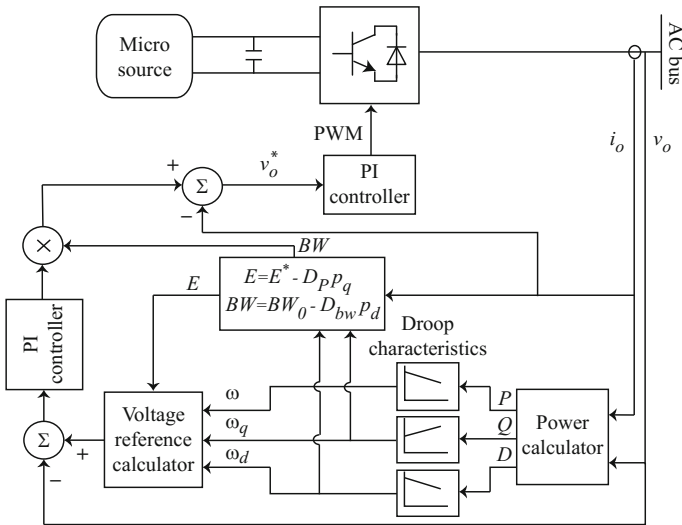 Micro
source
AC bus
PWM
i_o
v_o
+
Σ
v_o^*
PI
controller
−
×
BW
E
E=E^* - D_P p_q
BW=BW_0 - D_bw p_d
PI
controller
Droop
characteristics
Σ
+
−
Voltage
reference
calculator
ω
ω_q
ω_d
P
Q
D
Power
calculator